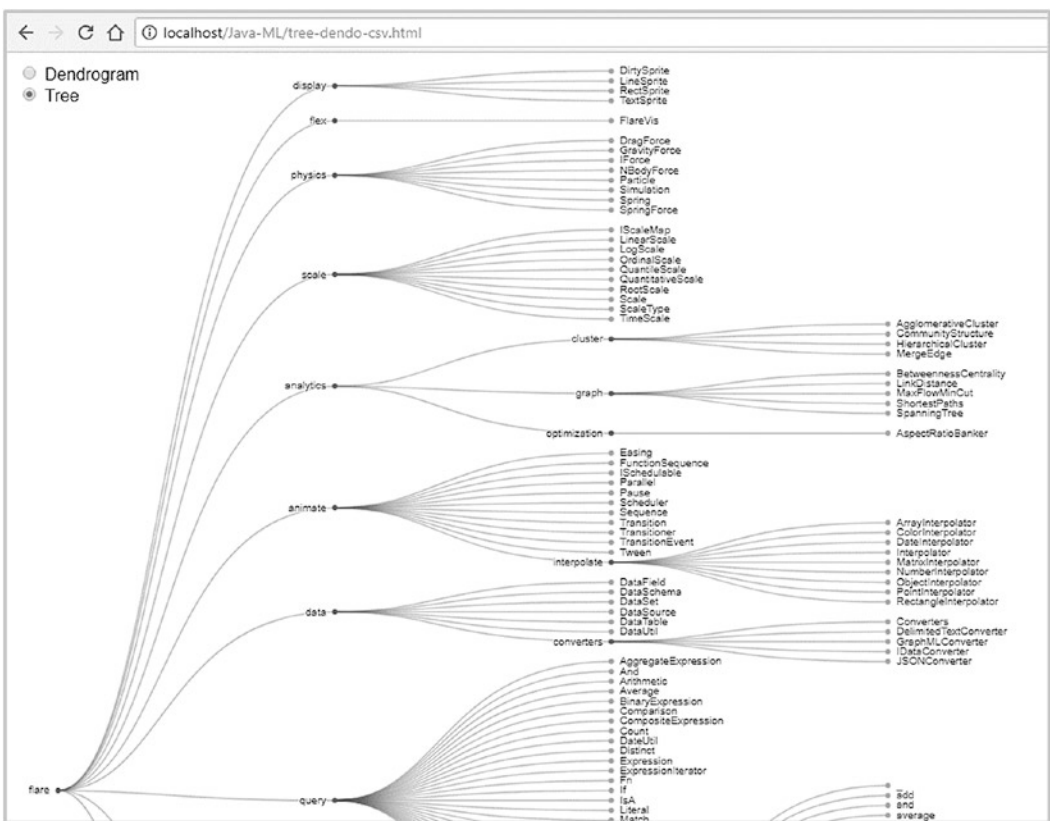 localhost/Java-ML/tree-dendo-csv.html
Dendrogram
Tree
display
DirtySprite
LineSprite
RectSprite
TextSprite
flex
FlareVis
physics
DragForce
GravityForce
IForce
NBodyForce
Particle
Simulation
Spring
SpringForce
scale
IScaleMap
LinearScale
LogScale
OrdinalScale
QuantileScale
QuantitativeScale
RootScale
Scale
ScaleType
TimeScale
analytics
cluster
AgglomerativeCluster
CommunityStructure
HierarchicalCluster
MergeEdge
graph
BetweennessCentrality
LinkDistance
MaxFlowMinCut
ShortestPaths
SpanningTree
optimization
AspectRatioBanker
animate
Easing
FunctionSequence
ISchedulable
Parallel
Pause
Scheduler
Sequence
Transition
Transitioner
TransitionEvent
Tween
interpolate
ArrayInterpolator
ColorInterpolator
DateInterpolator
Interpolator
MatrixInterpolator
NumberInterpolator
ObjectInterpolator
PointInterpolator
RectangleInterpolator
data
DataField
DataSchema
DataSet
DataSource
DataTable
DataUtil
converters
Converters
DelimitedTextConverter
GraphMLConverter
IDataConverter
JSONConverter
flare
query
AggregateExpression
And
Arithmetic
Average
BinaryExpression
Comparison
CompositeExpression
Count
DateUtil
Distinct
Expression
ExpressionIterator
Fn
If
IsA
Literal
Match
_
add
and
average